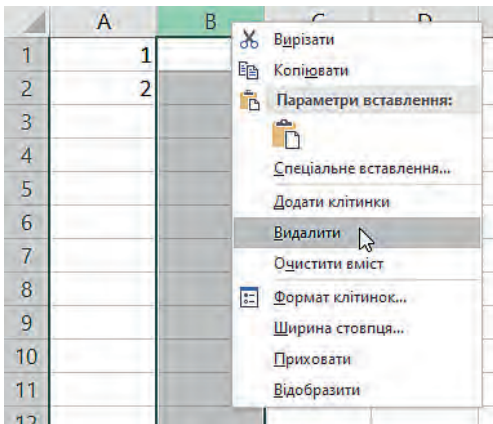 A B C D
1 1
2 2
3
4
5
6
7
8
9
10
11
12
Вирізати
Копіювати
Параметри вставлення:
Спеціальне вставлення...
Додати клітинки
Видалити
Очистити вміст
Формат клітинок...
Ширина стовпця...
Приховати
Відобразити